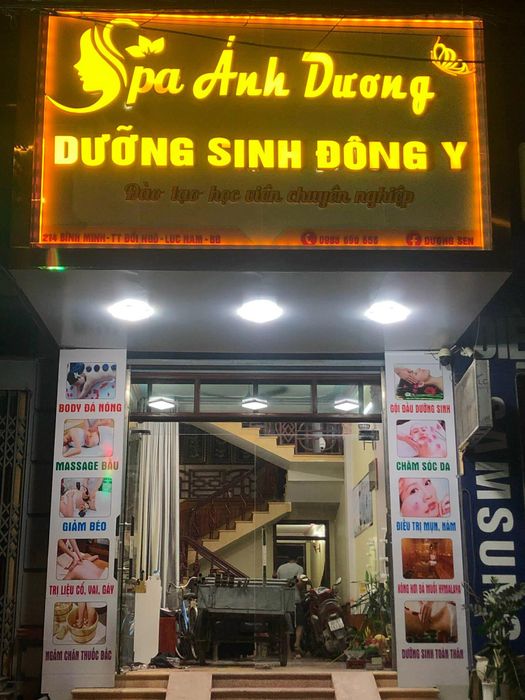 Spa Ánh Dương
DƯỠNG SINH ĐÔNG Y
Đào tạo học viên chuyên nghiệp
214 BÌNH MINH - TT ĐỒI NGÔ - LỤC NAM - BG
DƯƠNG SEN
BODY ĐÁ NÓNG
MASSAGE BẦU
GIẢM BÉO
TRỊ LIỆU CỔ, VAI, GÁY
NGÂM CHÂN THUỐC BẮC
GỘI ĐẦU DƯỠNG SINH
CHĂM SÓC DA
ĐIỀU TRỊ MỤN, NÁM
XÔNG HƠI ĐÁ MUỐI HYMALAYA
DƯỠNG SINH TOÀN THÂN
AMSUNG